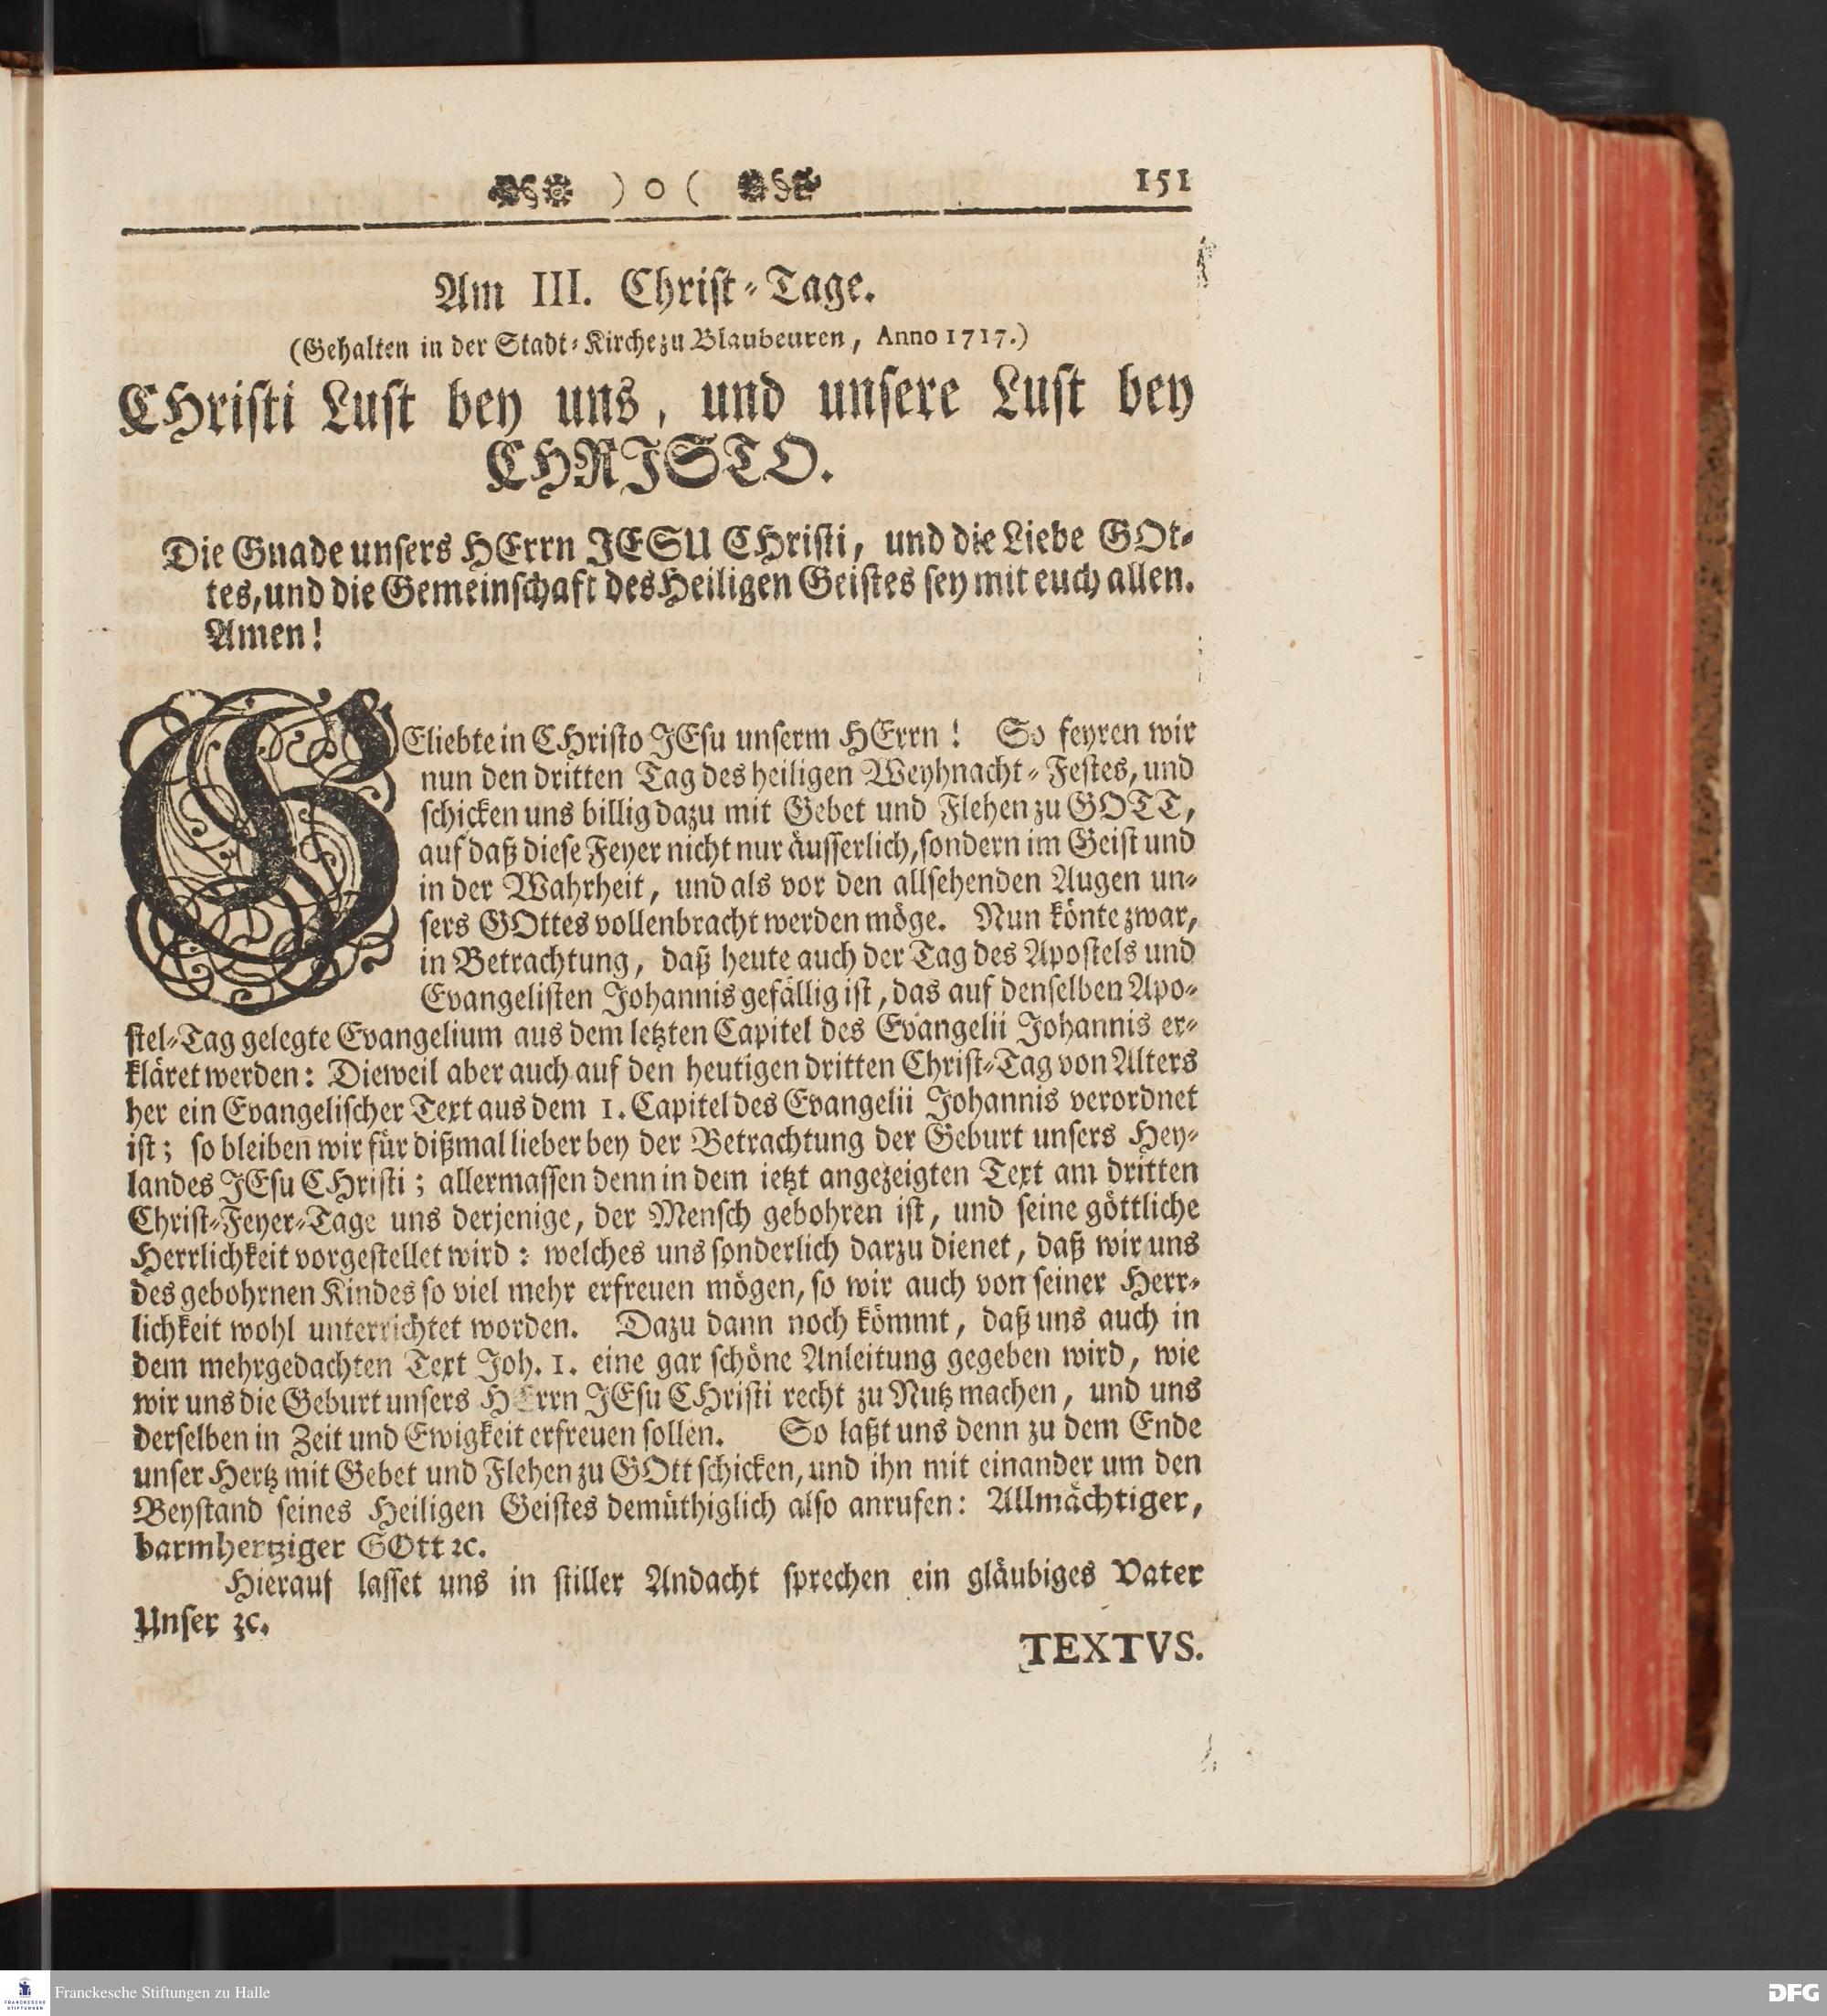 ) o ( 151
Am III. Christ-Tage.
(Gehalten in der Stadt-Kirche zu Blaubeuren, Anno 1717.)
CHristi Lust bey uns, und unsere Lust bey
CHRISTO.
Die Gnade unsers HErrn JESU CHristi, und die Liebe GOt-
tes, und die Gemeinschaft des Heiligen Geistes sey mit euch allen.
Amen!
GEliebte in CHristo JEsu unserm HErrn! So feyren wir
nun den dritten Tag des heiligen Weyhnacht-Festes, und
schicken uns billig dazu mit Gebet und Flehen zu GOTT,
auf daß diese Feyer nicht nur äusserlich, sondern im Geist und
in der Wahrheit, und als vor den allsehenden Augen un-
sers GOttes vollenbracht werden möge. Nun könte zwar,
in Betrachtung, daß heute auch der Tag des Apostels und
Evangelisten Johannis gefällig ist, das auf denselben Apo-
stel-Tag gelegte Evangelium aus dem letzten Capitel des Evangelii Johannis er-
kläret werden: Dieweil aber auch auf den heutigen dritten Christ-Tag von Alters
her ein Evangelischer Text aus dem 1. Capitel des Evangelii Johannis verordnet
ist; so bleiben wir für dißmal lieber bey der Betrachtung der Geburt unsers Hey-
landes JEsu CHristi; allermassen denn in dem ietzt angezeigten Text am dritten
Christ-Feyer-Tage uns derjenige, der Mensch gebohren ist, und seine göttliche
Herrlichkeit vorgestellet wird: welches uns sonderlich darzu dienet, daß wir uns
des gebohrnen Kindes so viel mehr erfreuen mögen, so wir auch von seiner Herr-
lichkeit wohl unterrichtet worden. Dazu dann noch kömmt, daß uns auch in
dem mehrgedachten Text Joh. 1. eine gar schöne Anleitung gegeben wird, wie
wir uns die Geburt unsers HErrn JEsu CHristi recht zu Nutz machen, und uns
derselben in Zeit und Ewigkeit erfreuen sollen. So laßt uns denn zu dem Ende
unser Hertz mit Gebet und Flehen zu GOtt schicken, und ihn mit einander um den
Beystand seines Heiligen Geistes demüthiglich also anrufen: Allmächtiger,
barmhertziger GOtt ꝛc.
Hierauf lasset uns in stiller Andacht sprechen ein gläubiges Vater
Unser ꝛc.
TEXTVS.
FRANCKESCHE
STIFTUNGEN
Franckesche Stiftungen zu Halle
DFG